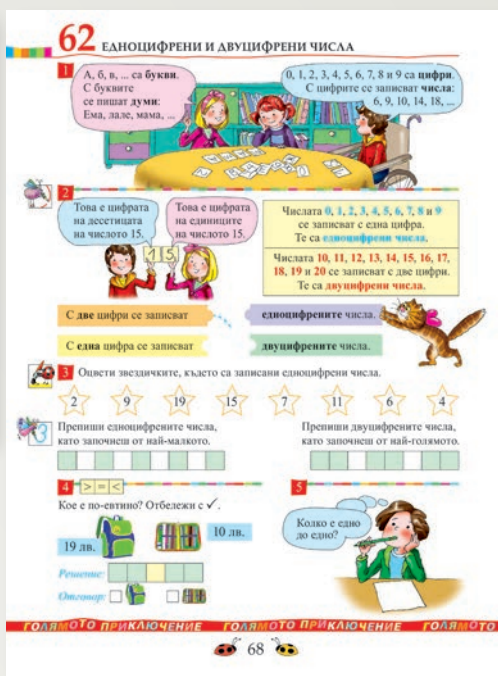 62 ЕДНОЦИФРЕНИ И ДВУЦИФРЕНИ ЧИСЛА
1
А, б, в, ... са букви.
С буквите
се пишат думи:
Ема, лале, мама, ...
0, 1, 2, 3, 4, 5, 6, 7, 8 и 9 са цифри.
С цифрите се записват числа:
6, 9, 10, 14, 18, ...
2
Това е цифрата
на десетицата
на числото 15.
Това е цифрата
на единиците
на числото 15.
1 5
Числата 0, 1, 2, 3, 4, 5, 6, 7, 8 и 9
се записват с една цифра.
Те са едноцифрени числа.
Числата 10, 11, 12, 13, 14, 15, 16, 17,
18, 19 и 20 се записват с две цифри.
Те са двуцифрени числа.
С две цифри се записват
едноцифрените числа.
С една цифра се записват
двуцифрените числа.
3 Оцвети звездичките, където са записани едноцифрени числа.
2 9 19 15 7 11 6 4
Препиши едноцифрените числа,
като започнеш от най-малкото.
Препиши двуцифрените числа,
като започнеш от най-голямото.
4 > = <
Кое е по-евтино? Отбележи с ✓.
19 лв.
10 лв.
Решение:
Отговор:
5
Колко е едно
до едно?
ГОЛЯМОТО ПРИКЛЮЧЕНИЕ ГОЛЯМОТО ПРИКЛЮЧЕНИЕ ГОЛЯМОТО
68